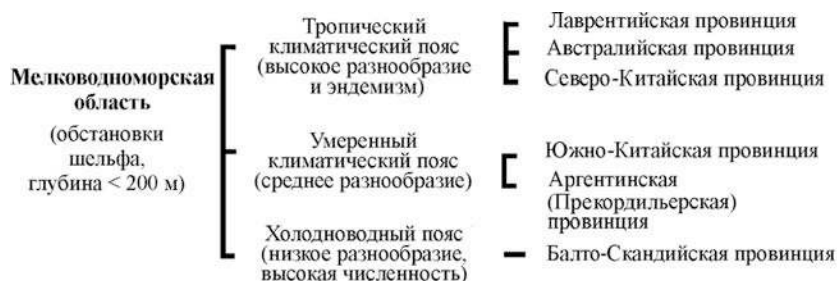 Мелководноморская
область
(обстановки
шельфа,
глубина < 200 м)
Тропический
климатический пояс
(высокое разнообразие
и эндемизм)
Лаврентийская провинция
Австралийская провинция
Северо-Китайская провинция
Умеренный
климатический пояс
(среднее разнообразие)
Южно-Китайская провинция
Аргентинская
(Прекордильерская)
провинция
Холодноводный пояс
(низкое разнообразие,
высокая численность)
Балто-Скандийская провинция